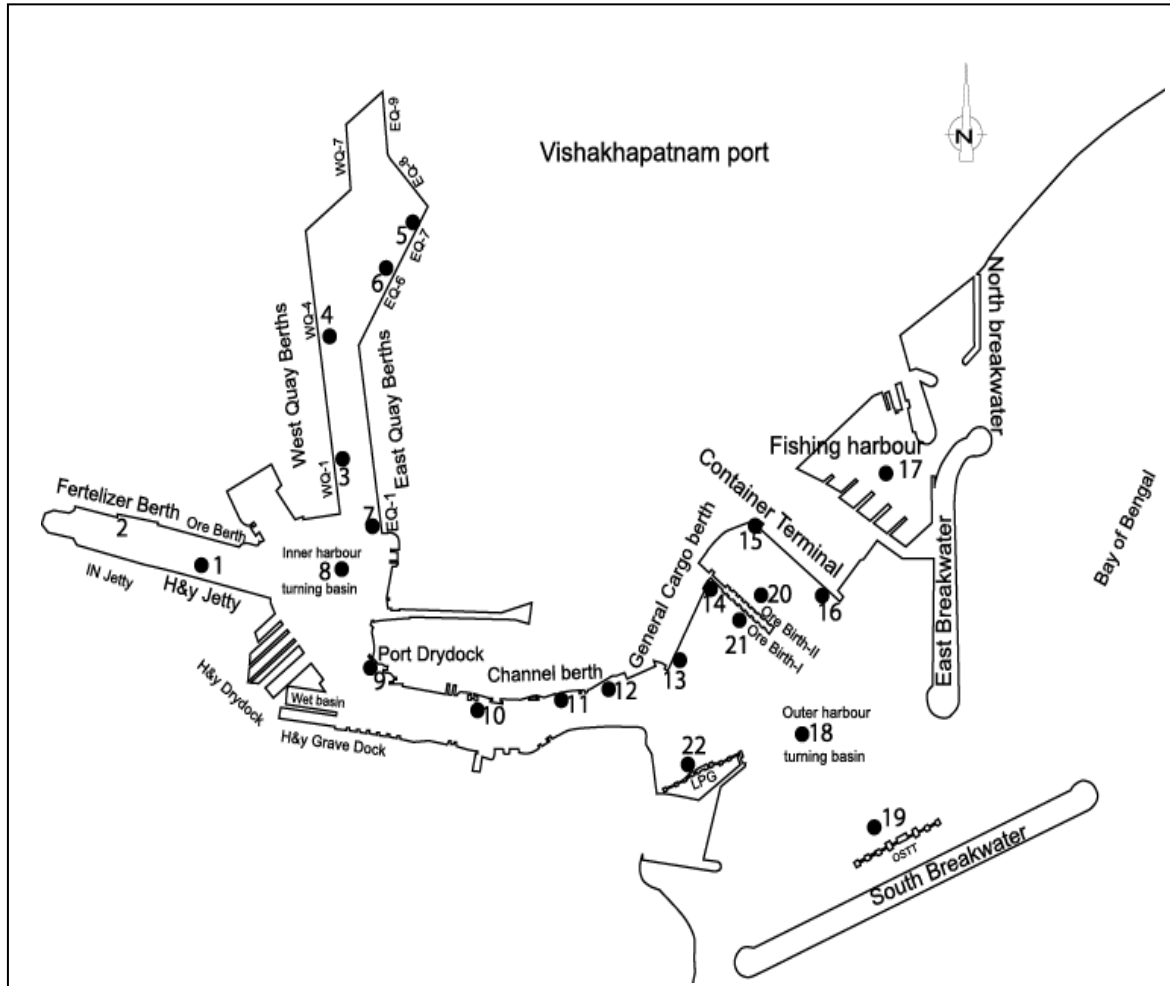 Vishakhapatnam port
N
EQ-9
WQ-7
EQ-8
5
EQ-7
6
EQ-6
4
WQ-4
West Quay Berths
East Quay Berths
WQ-1
3
7
EQ-1
Fertelizer Berth
2
Ore Berth
1
IN Jetty
H&y Jetty
Inner harbour
8
turning basin
North breakwater
Fishing harbour
17
Container Terminal
15
16
General Cargo berth
14
20
21
Ore Birth-II
Ore Birth-I
East Breakwater
Bay of Bengal
Port Drydock
9
H&y Drydock
Wet basin
H&y Grave Dock
Channel berth
10
11
12
13
Outer harbour
18
turning basin
22
LPG
19
OSTT
South Breakwater